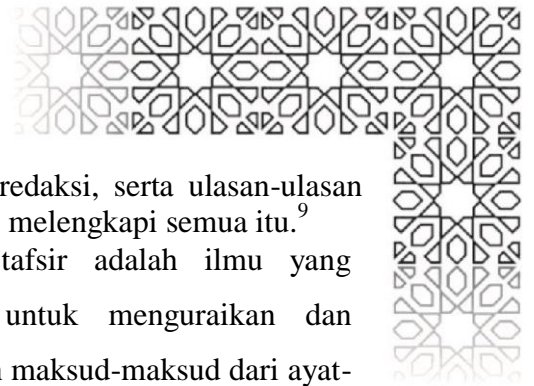 redaksi, serta ulasan-ulasan
melengkapi semua itu.⁹
tafsir adalah ilmu yang
untuk menguraikan dan
maksud-maksud dari ayat-